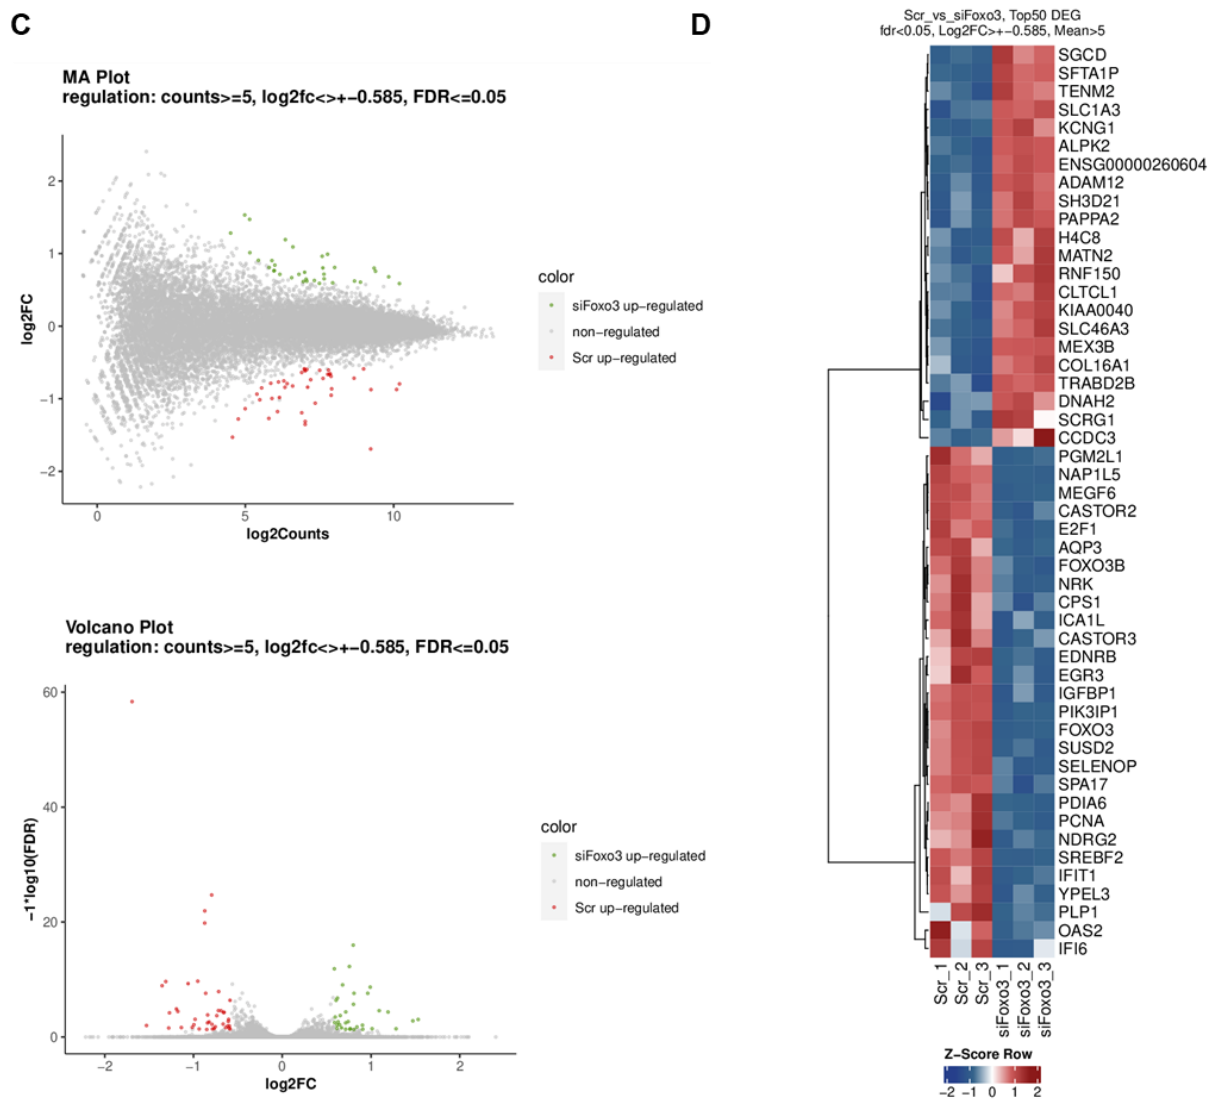 C
MA Plot
regulation: counts>=5, log2fc<>+−0.585, FDR<=0.05
2
1
0
−1
−2
log2FC
0 5 10
log2Counts
color
siFoxo3 up−regulated
non−regulated
Scr up−regulated
Volcano Plot
regulation: counts>=5, log2fc<>+−0.585, FDR<=0.05
60
40
20
0
−1*log10(FDR)
−2 −1 0 1 2
log2FC
color
siFoxo3 up−regulated
non−regulated
Scr up−regulated
D
Scr_vs_siFoxo3, Top50 DEG
fdr<0.05, Log2FC>+−0.585, Mean>5
SGCD
SFTA1P
TENM2
SLC1A3
KCNG1
ALPK2
ENSG00000260604
ADAM12
SH3D21
PAPPA2
H4C8
MATN2
RNF150
CLTCL1
KIAA0040
SLC46A3
MEX3B
COL16A1
TRABD2B
DNAH2
SCRG1
CCDC3
PGM2L1
NAP1L5
MEGF6
CASTOR2
E2F1
AQP3
FOXO3B
NRK
CPS1
ICA1L
CASTOR3
EDNRB
EGR3
IGFBP1
PIK3IP1
FOXO3
SUSD2
SELENOP
SPA17
PDIA6
PCNA
NDRG2
SREBF2
IFIT1
YPEL3
PLP1
OAS2
IFI6
Scr_1
Scr_2
Scr_3
siFoxo3_1
siFoxo3_2
siFoxo3_3
Z−Score Row
−2 −1 0 1 2